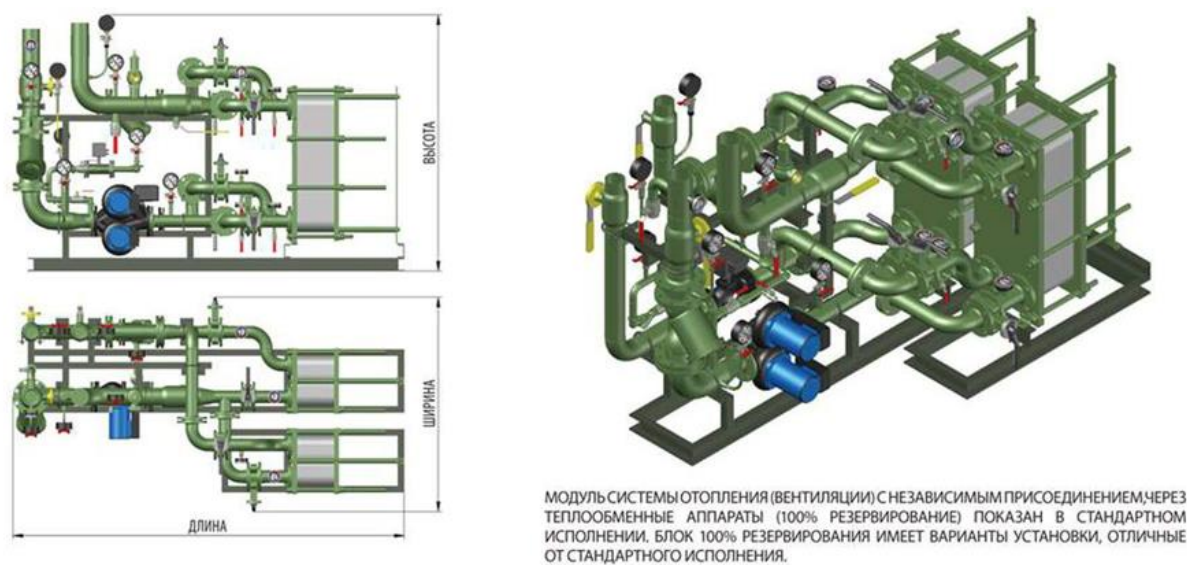 ВЫСОТА
ШИРИНА
ДЛИНА
МОДУЛЬ СИСТЕМЫ ОТОПЛЕНИЯ (ВЕНТИЛЯЦИИ) С НЕЗАВИСИМЫМ ПРИСОЕДИНЕНИЕМ,ЧЕРЕЗ
ТЕПЛООБМЕННЫЕ АППАРАТЫ (100% РЕЗЕРВИРОВАНИЕ) ПОКАЗАН В СТАНДАРТНОМ
ИСПОЛНЕНИИ. БЛОК 100% РЕЗЕРВИРОВАНИЯ ИМЕЕТ ВАРИАНТЫ УСТАНОВКИ, ОТЛИЧНЫЕ
ОТ СТАНДАРТНОГО ИСПОЛНЕНИЯ.